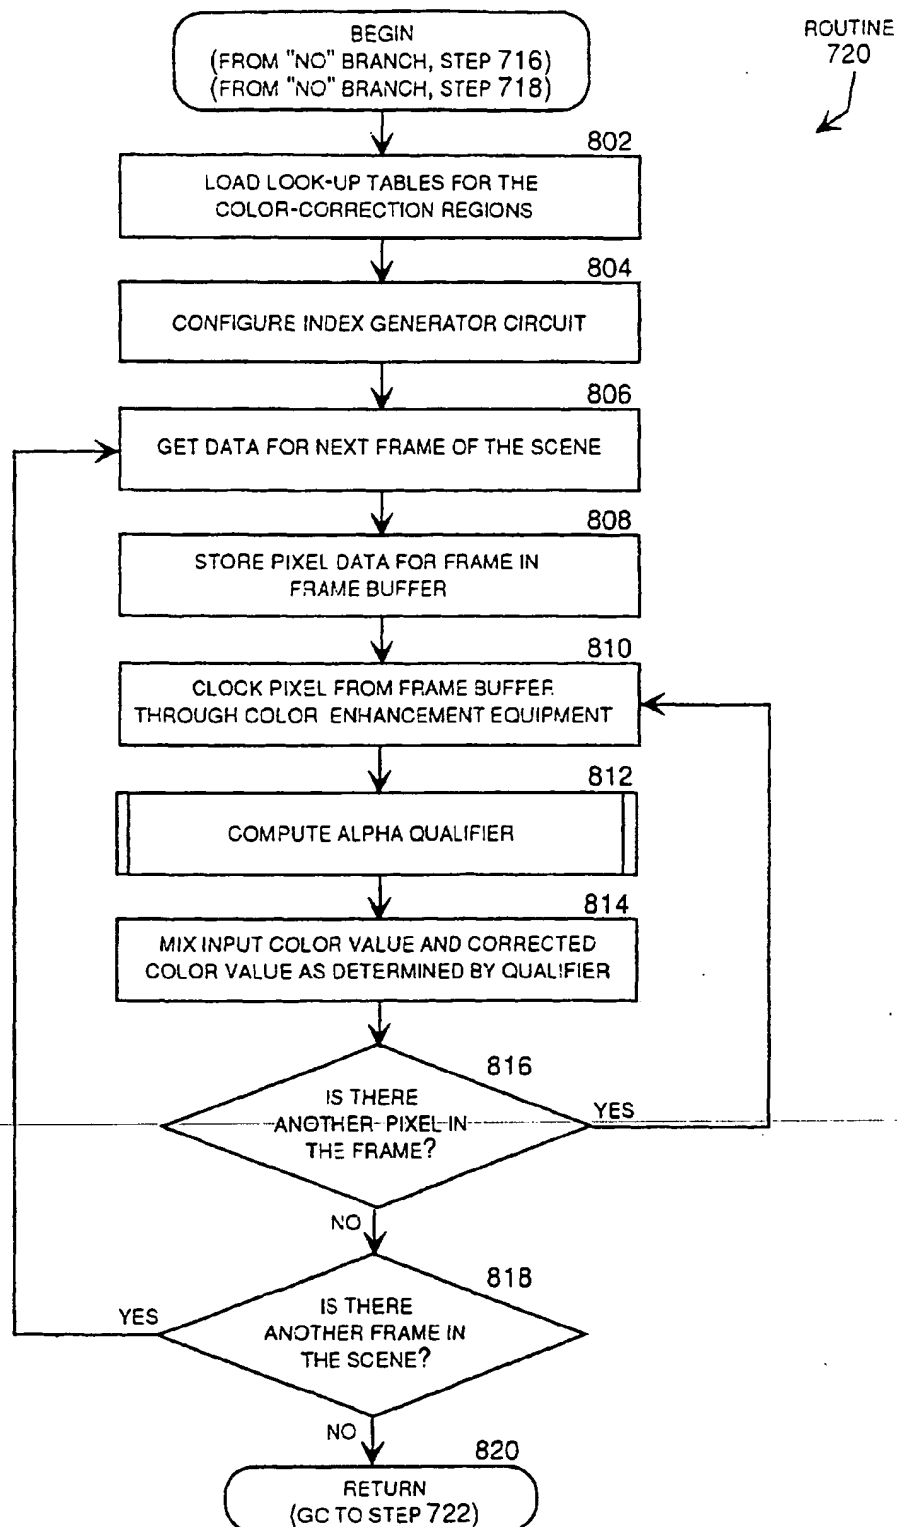 BEGIN
(FROM "NO" BRANCH, STEP 716)
(FROM "NO" BRANCH, STEP 718)
ROUTINE
720
802
LOAD LOOK-UP TABLES FOR THE
COLOR-CORRECTION REGIONS
804
CONFIGURE INDEX GENERATOR CIRCUIT
806
GET DATA FOR NEXT FRAME OF THE SCENE
808
STORE PIXEL DATA FOR FRAME IN
FRAME BUFFER
810
CLOCK PIXEL FROM FRAME BUFFER
THROUGH COLOR ENHANCEMENT EQUIPMENT
812
COMPUTE ALPHA QUALIFIER
814
MIX INPUT COLOR VALUE AND CORRECTED
COLOR VALUE AS DETERMINED BY QUALIFIER
816
IS THERE
ANOTHER PIXEL IN
THE FRAME?
YES
NO
818
IS THERE
ANOTHER FRAME IN
THE SCENE?
YES
NO
820
RETURN
(GO TO STEP 722)